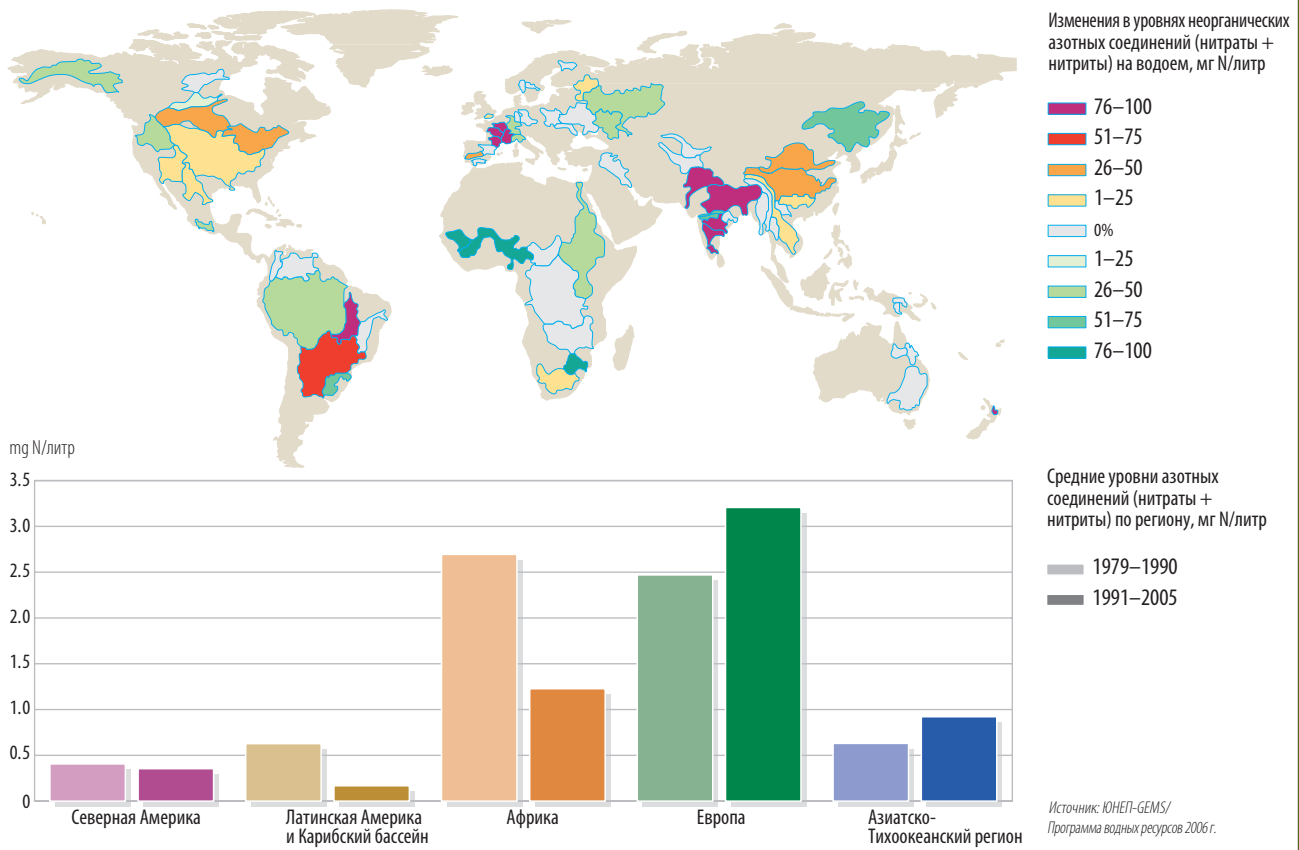 Изменения в уровнях неорганических
азотных соединений (нитраты +
нитриты) на водоем, мг N/литр
76–100
51–75
26–50
1–25
0%
1–25
26–50
51–75
76–100
mg N/литр
3.5
3.0
2.5
2.0
1.5
1.0
0.5
0
Северная Америка
Латинская Америка
и Карибский бассейн
Африка
Европа
Азиатско-
Тихоокеанский регион
Средние уровни азотных
соединений (нитраты +
нитриты) по региону, мг N/литр
1979–1990
1991–2005
Источник: ЮНЕП-GEMS/
Программа водных ресурсов 2006 г.